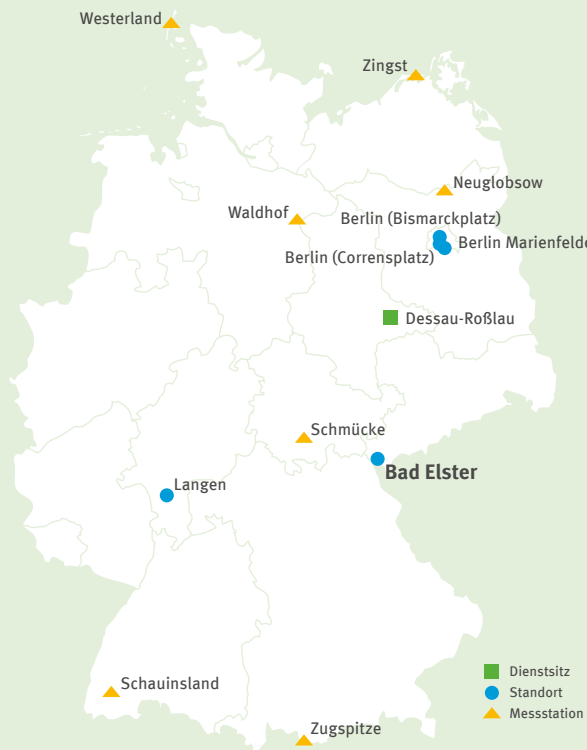 Westerland
Zingst
Neuglobsow
Waldhof
Berlin (Bismarckplatz)
Berlin Marienfelde
Berlin (Corrensplatz)
Dessau-Roßlau
Schmücke
Bad Elster
Langen
Schauinsland
Zugspitze
Dienstsitz
Standort
Messstation